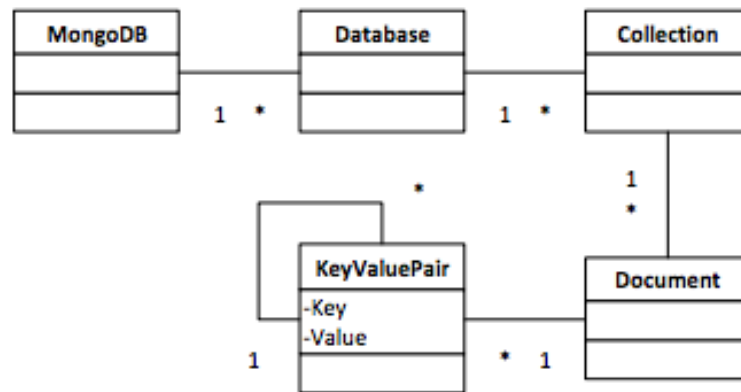 MongoDB
Database
Collection
1 *
1 *
1
*
*
KeyValuePair
-Key
-Value
Document
1
* 1